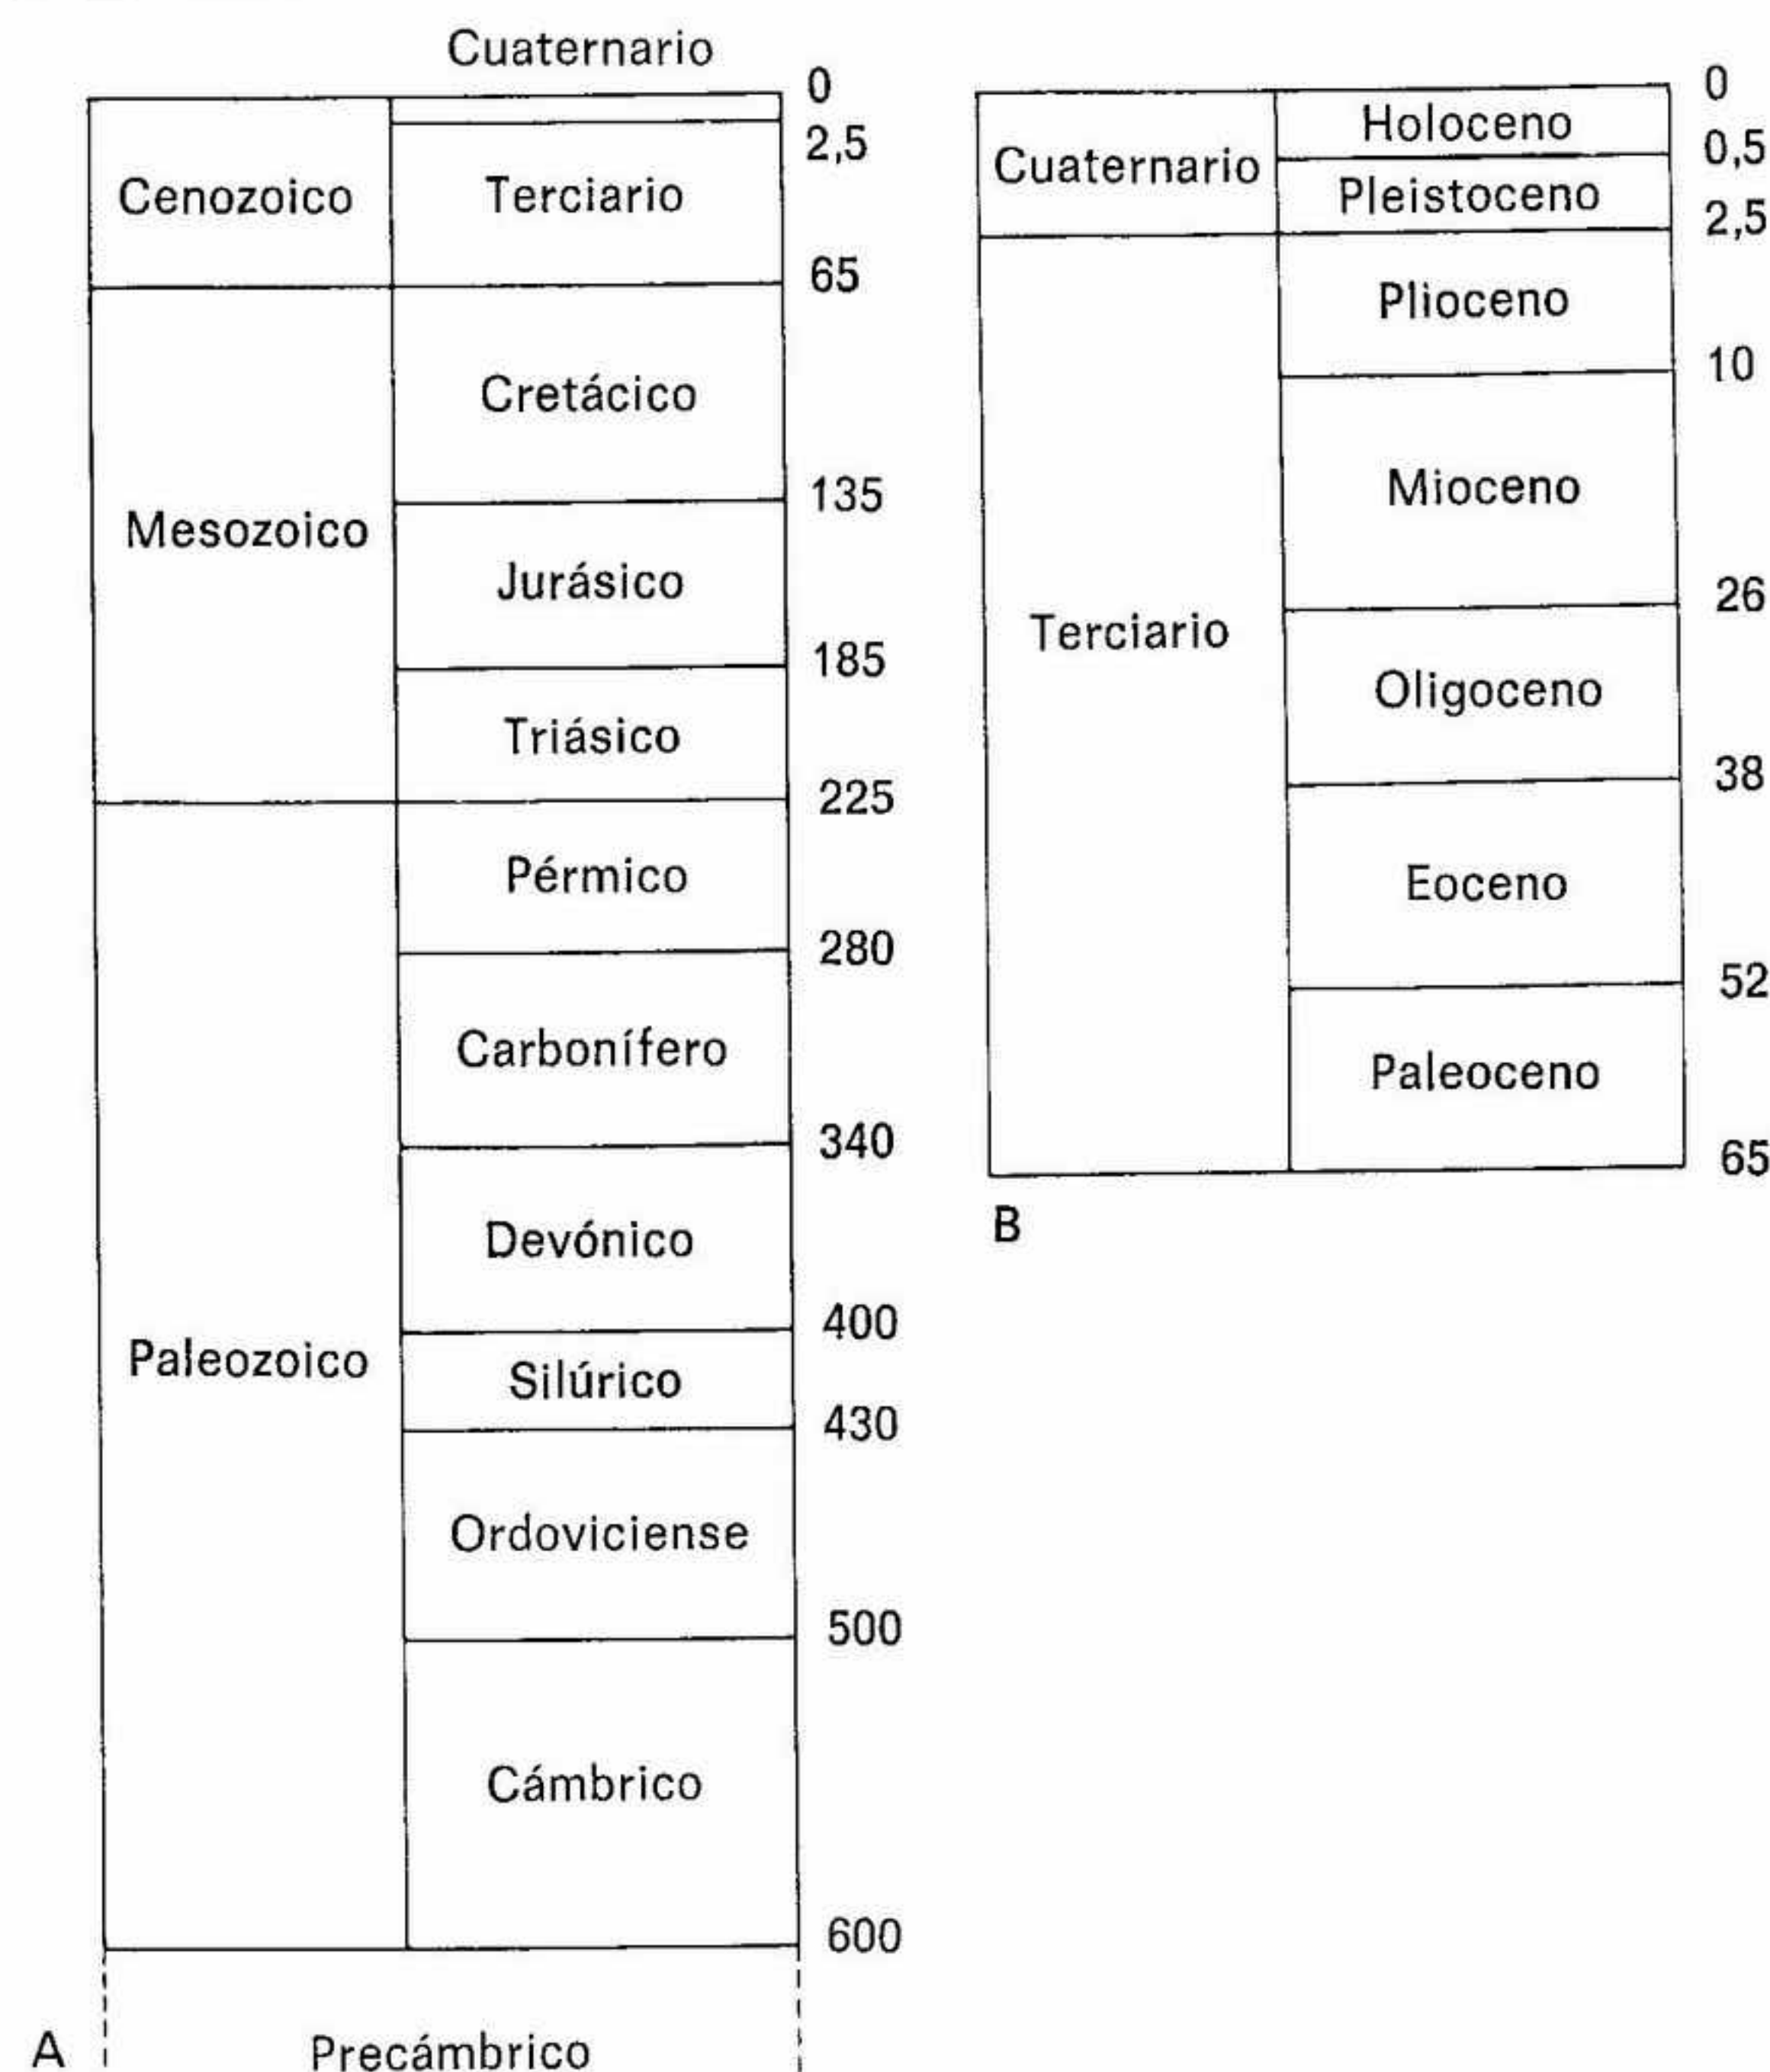 Cuaternario
0
2,5
Cenozoico
Terciario
65
Cretácico
135
Mesozoico
Jurásico
185
Triásico
225
Pérmico
280
Carbonífero
340
Devónico
400
Paleozoico
Silúrico
430
Ordoviciense
500
Cámbrico
600
A
Precámbrico
0
Holoceno
0,5
Cuaternario
Pleistoceno
2,5
Plioceno
10
Mioceno
26
Terciario
Oligoceno
38
Eoceno
52
Paleoceno
65
B